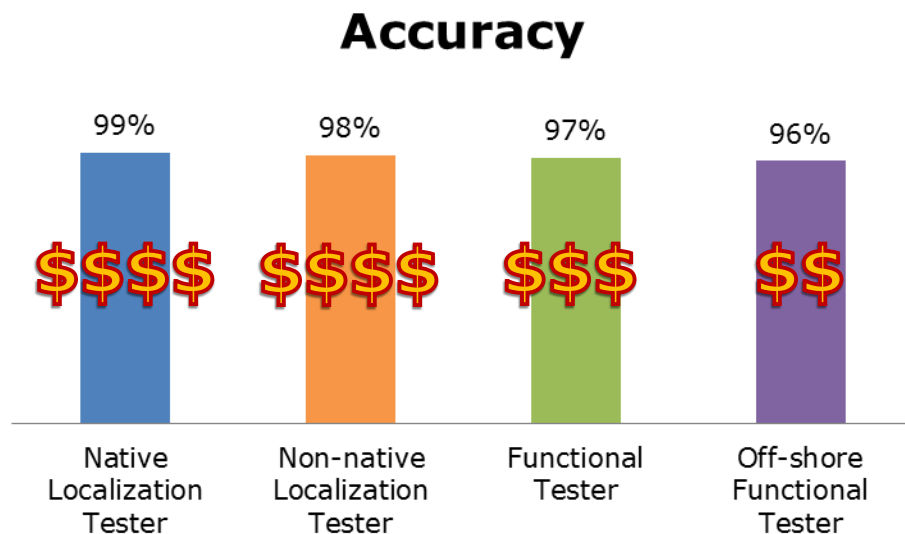 Accuracy
99%
98%
97%
96%
$$$$
$$$$
$$$
$$
Native
Localization
Tester
Non-native
Localization
Tester
Functional
Tester
Off-shore
Functional
Tester